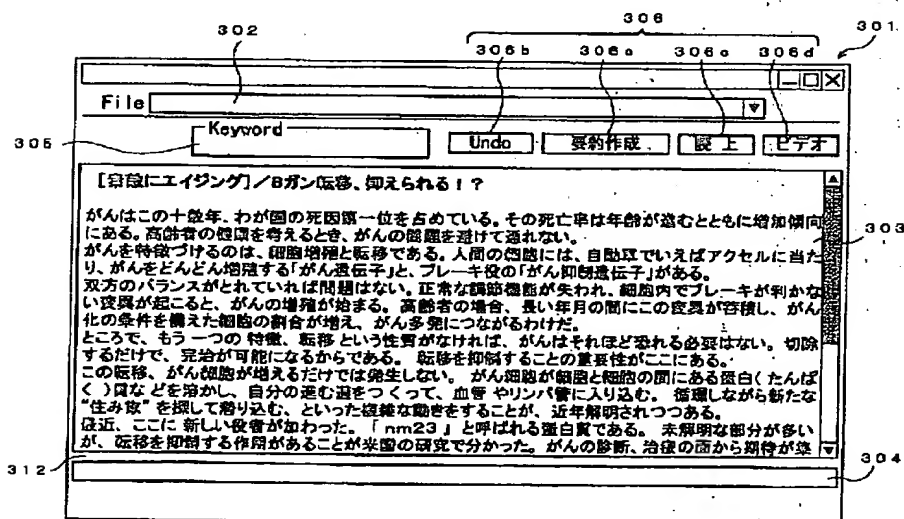 306
301
302
306b 306a 306c 306d
File
305
Keyword
Undo 要約作成 読上 ビデオ
[自然にエイジング]/8ガン転移、抑えられる!?
がんはこの十数年、わが国の死因第一位を占めている。その死亡率は年齢が進むとともに増加傾向
にある。高齢者の健康を考えるとき、がんの問題を避けて通れない。
303
がんを特徴づけるのは、細胞増殖と転移である。人間の細胞には、自動車でいえばアクセルに当た
り、がんをどんどん増殖する「がん遺伝子」と、ブレーキ役の「がん抑制遺伝子」がある。
双方のバランスがとれていれば問題はない。正常な調節機能が失われ、細胞内でブレーキが利かな
い変異が起こると、がんの増殖が始まる。高齢者の場合、長い年月の間にこの変異が蓄積し、がん
化の条件を備えた細胞の割合が増え、がん多発につながるわけだ。
ところで、もう一つの 特徴、転移 という性質がなければ、がんはそれほど恐れる必要はない。切除
するだけで、完治が可能になるからである。 転移を抑制することの重要性がここにある。
この転移、がん細胞が増えるだけでは発生しない。 がん細胞が細胞と細胞の間にある蛋白(たんぱ
く)質などを溶かし、自分の進む道をつくって、血管 やリンパ管に入り込む。 循環しながら新たな
"住み家"を探して潜り込む、といった複雑な動きをすることが、近年解明されつつある。
最近、ここに 新しい役者が加わった。「nm23」と呼ばれる蛋白質である。 未解明な部分が多い
が、転移を抑制する作用があることが米国の研究で分かった。がんの診断、治療の面から期待が
312
304